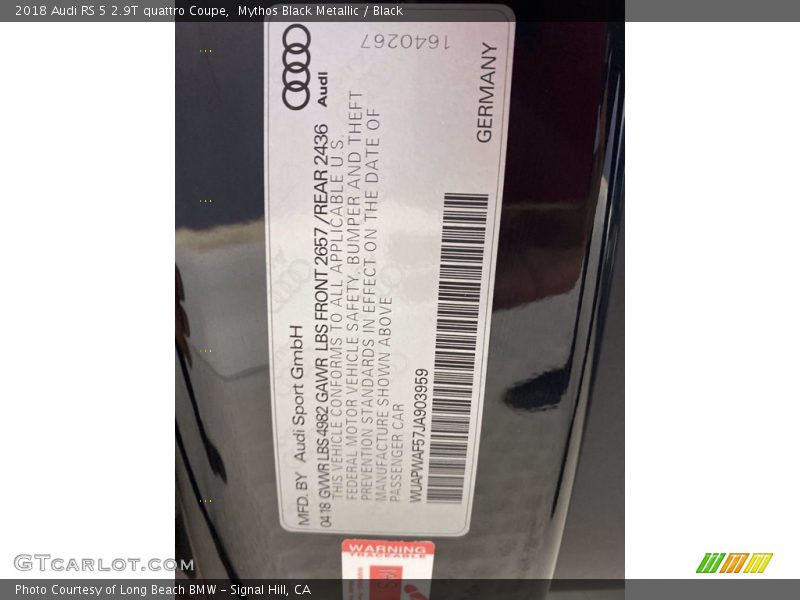 2018 Audi RS 5 2.9T quattro Coupe,  Mythos Black Metallic / Black
1640267
Audi
MFD. BY Audi Sport GmbH
0418 GVWR LBS 4982 GAWR LBS FRONT 2657/REAR 2436
THIS VEHICLE CONFORMS TO ALL APPLICABLE U.S.
FEDERAL MOTOR VEHICLE SAFETY, BUMPER AND THEFT
PREVENTION STANDARDS IN EFFECT ON THE DATE OF
MANUFACTURE SHOWN ABOVE
PASSENGER CAR
WUAPWAF57JA903959
GERMANY
WARNING
TRACEABLE
GTcarlot.com
Photo Courtesy of Long Beach BMW - Signal Hill, CA